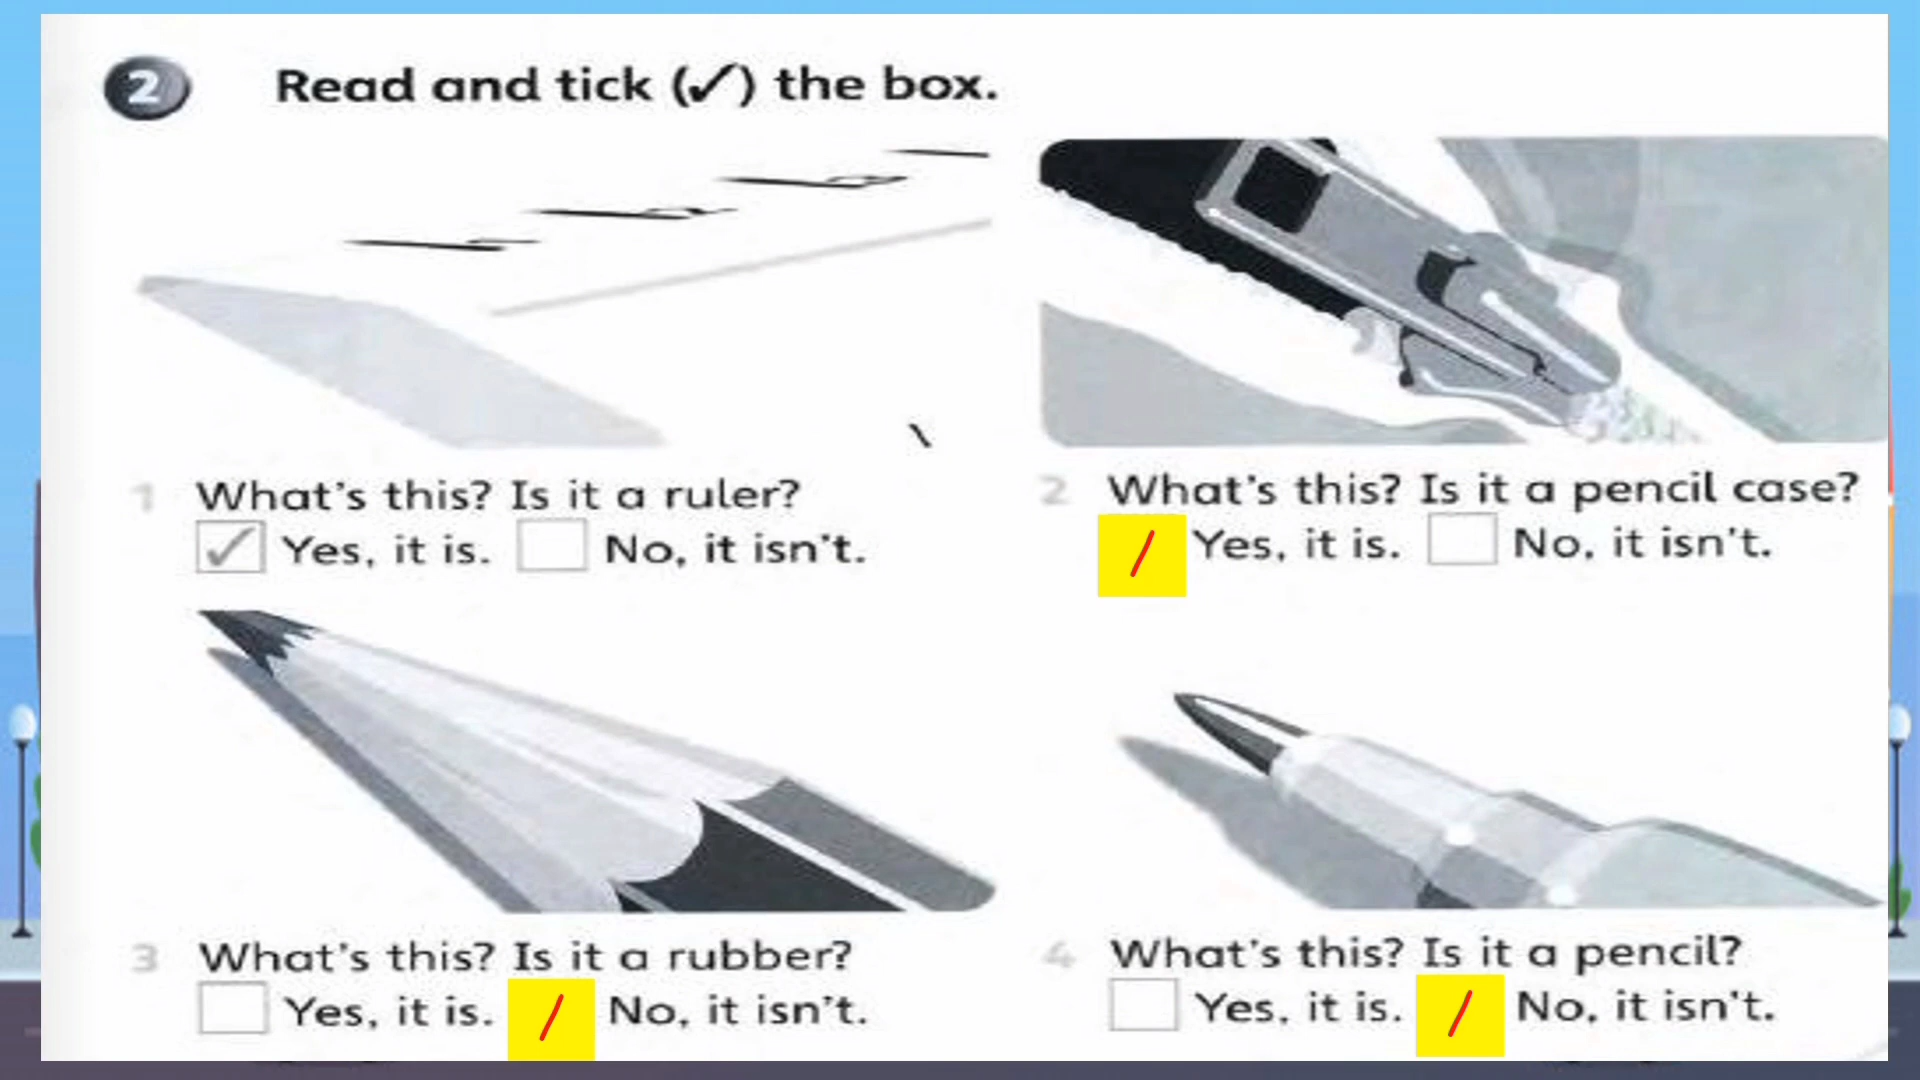 2 Read and tick (✓) the box.
1 What's this? Is it a ruler?
✓ Yes, it is. No, it isn't.
2 What's this? Is it a pencil case?
/ Yes, it is. No, it isn't.
3 What's this? Is it a rubber?
Yes, it is. / No, it isn't.
4 What's this? Is it a pencil?
Yes, it is. / No, it isn't.